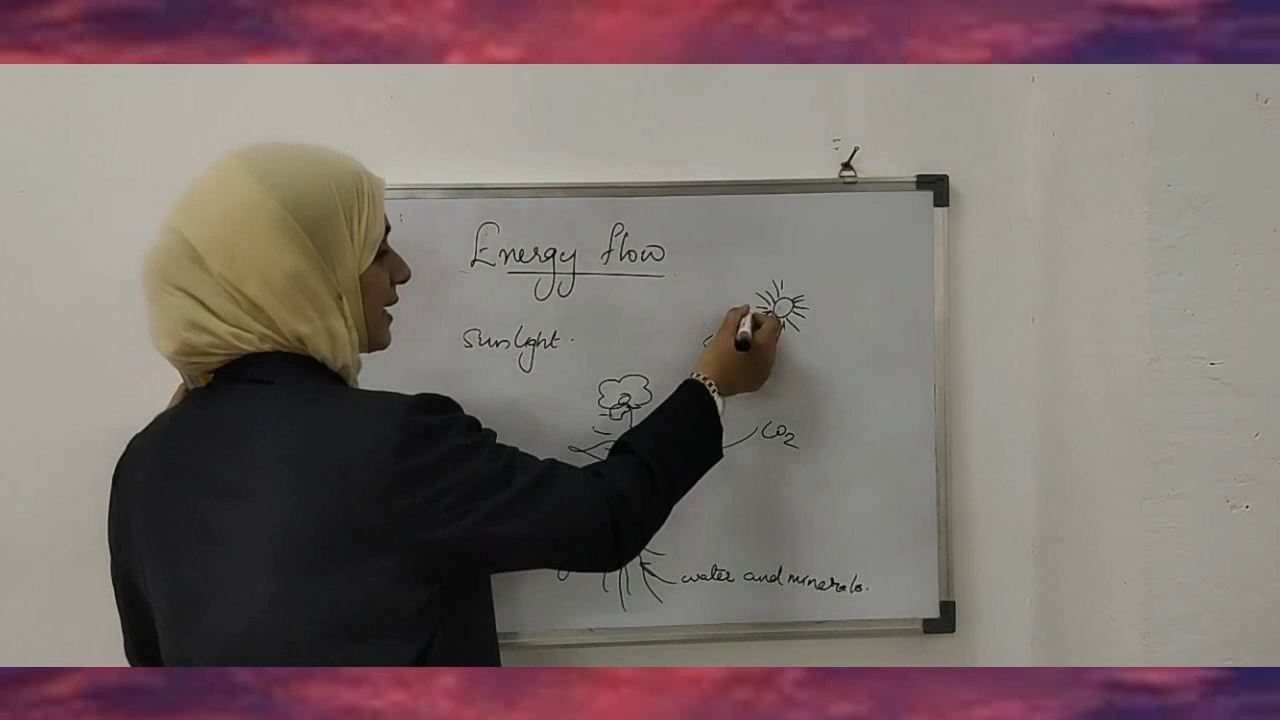 Energy flow
Sunlight.
CO2
water and minerals.